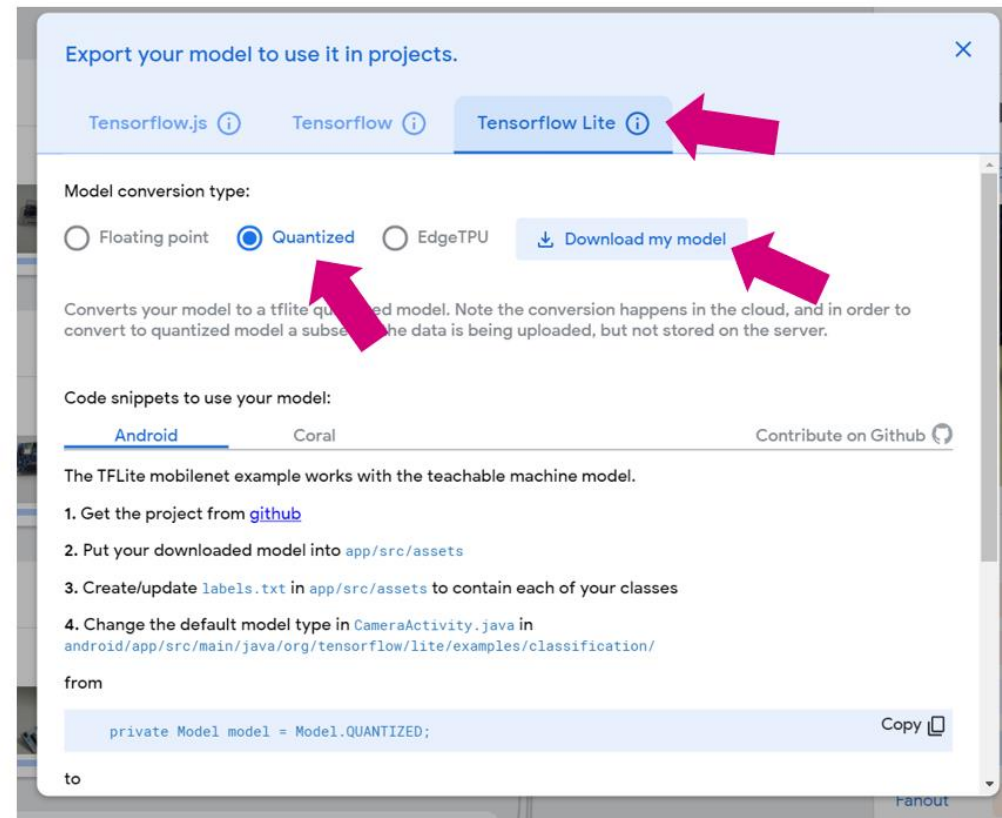 Export your model to use it in projects.
Tensorflow.js
Tensorflow
Tensorflow Lite
Model conversion type:
Floating point
Quantized
EdgeTPU
Download my model
Converts your model to a tflite model. Note the conversion happens in the cloud, and in order to
convert to quantized model a data is being uploaded, but not stored on the server.
Code snippets to use your model:
Android
Coral
Contribute on Github
The TFLite mobilenet example works with the teachable machine model.
1. Get the project from github
2. Put your downloaded model into app/src/assets
3. Create/update labels.txt in app/src/assets to contain each of your classes
4. Change the default model type in CameraActivity.java in
android/app/src/main/java/org/tensorflow/lite/examples/classification/
from
private Model model = Model.QUANTIZED;
Copy
to
Fanout